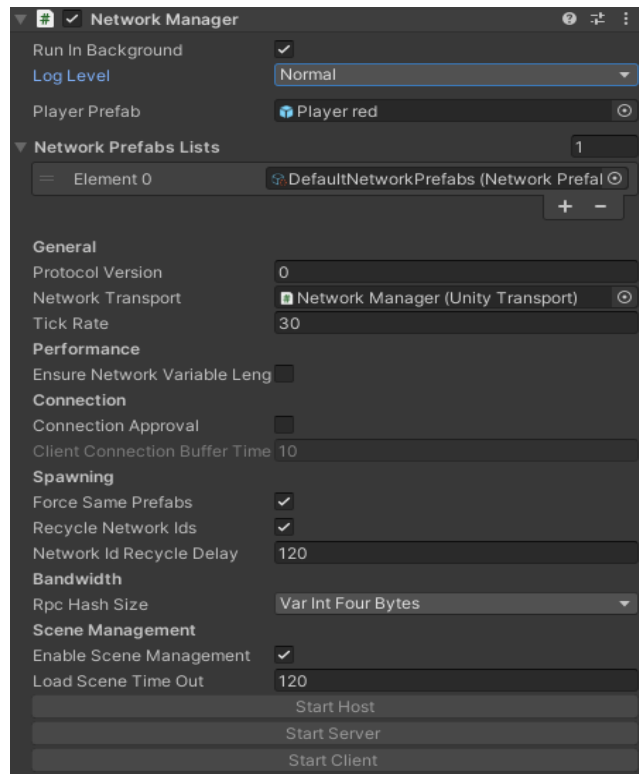 # Network Manager
Run In Background
Log Level Normal
Player Prefab Player red
Network Prefabs Lists 1
Element 0 DefaultNetworkPrefabs (Network Prefal
+ −
General
Protocol Version 0
Network Transport # Network Manager (Unity Transport)
Tick Rate 30
Performance
Ensure Network Variable Leng
Connection
Connection Approval
Client Connection Buffer Time 10
Spawning
Force Same Prefabs
Recycle Network Ids
Network Id Recycle Delay 120
Bandwidth
Rpc Hash Size Var Int Four Bytes
Scene Management
Enable Scene Management
Load Scene Time Out 120
Start Host
Start Server
Start Client